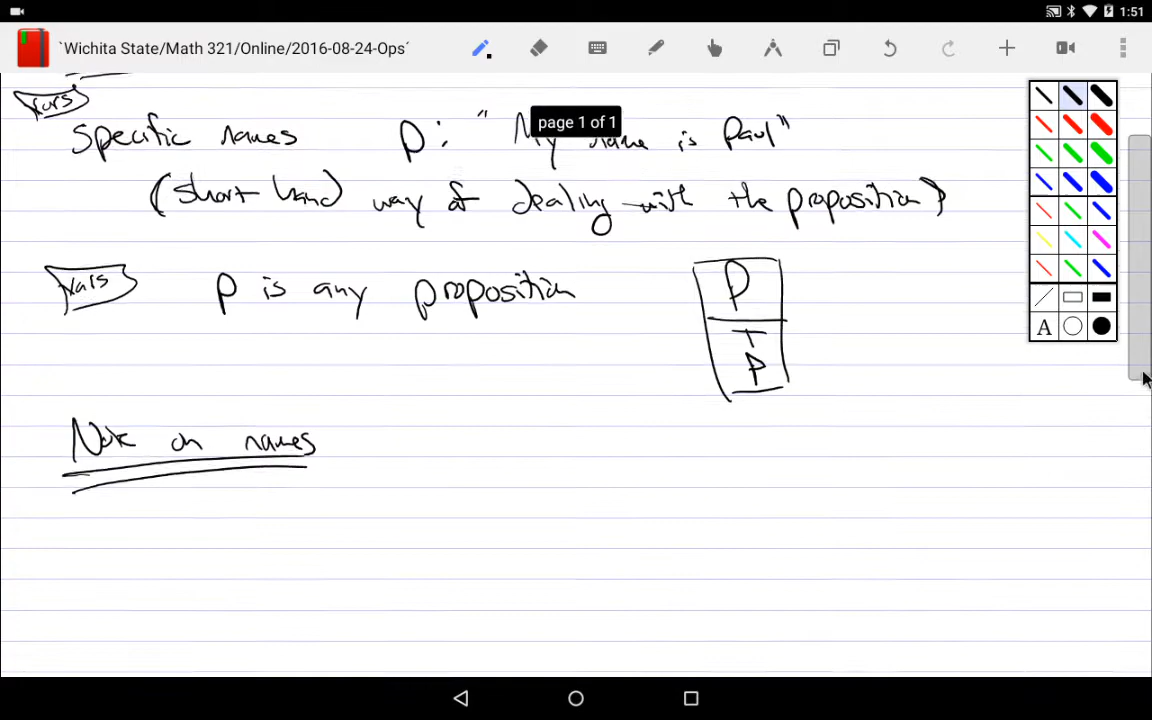 1:51
`Wichita State/Math 321/Online/2016-08-24-Ops´
Vars
Specific names p: "My name is Paul"
page 1 of 1
(short hand) way of dealing with the proposition)
Vars p is any proposition
P
T
Note on names
A